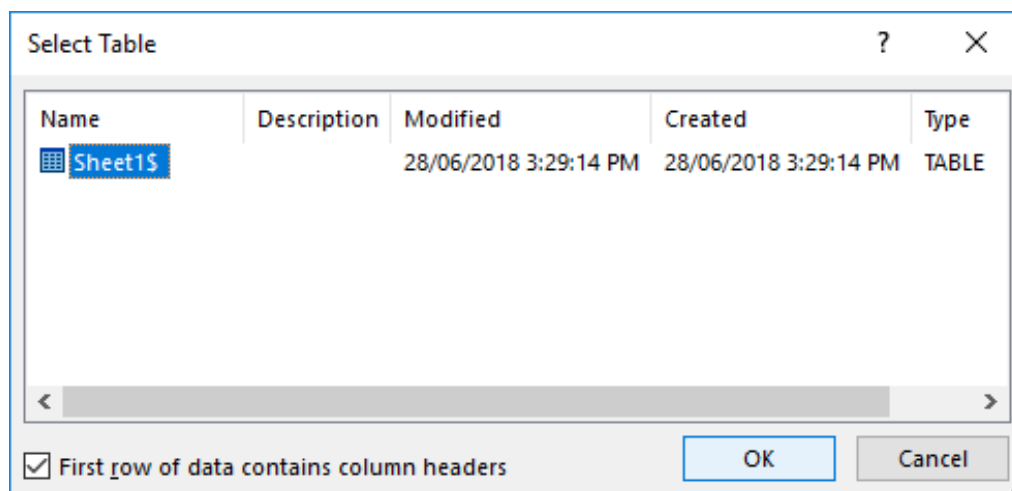 Select Table ?
Name Description Modified Created Type
Sheet1$ 28/06/2018 3:29:14 PM 28/06/2018 3:29:14 PM TABLE
First row of data contains column headers OK Cancel